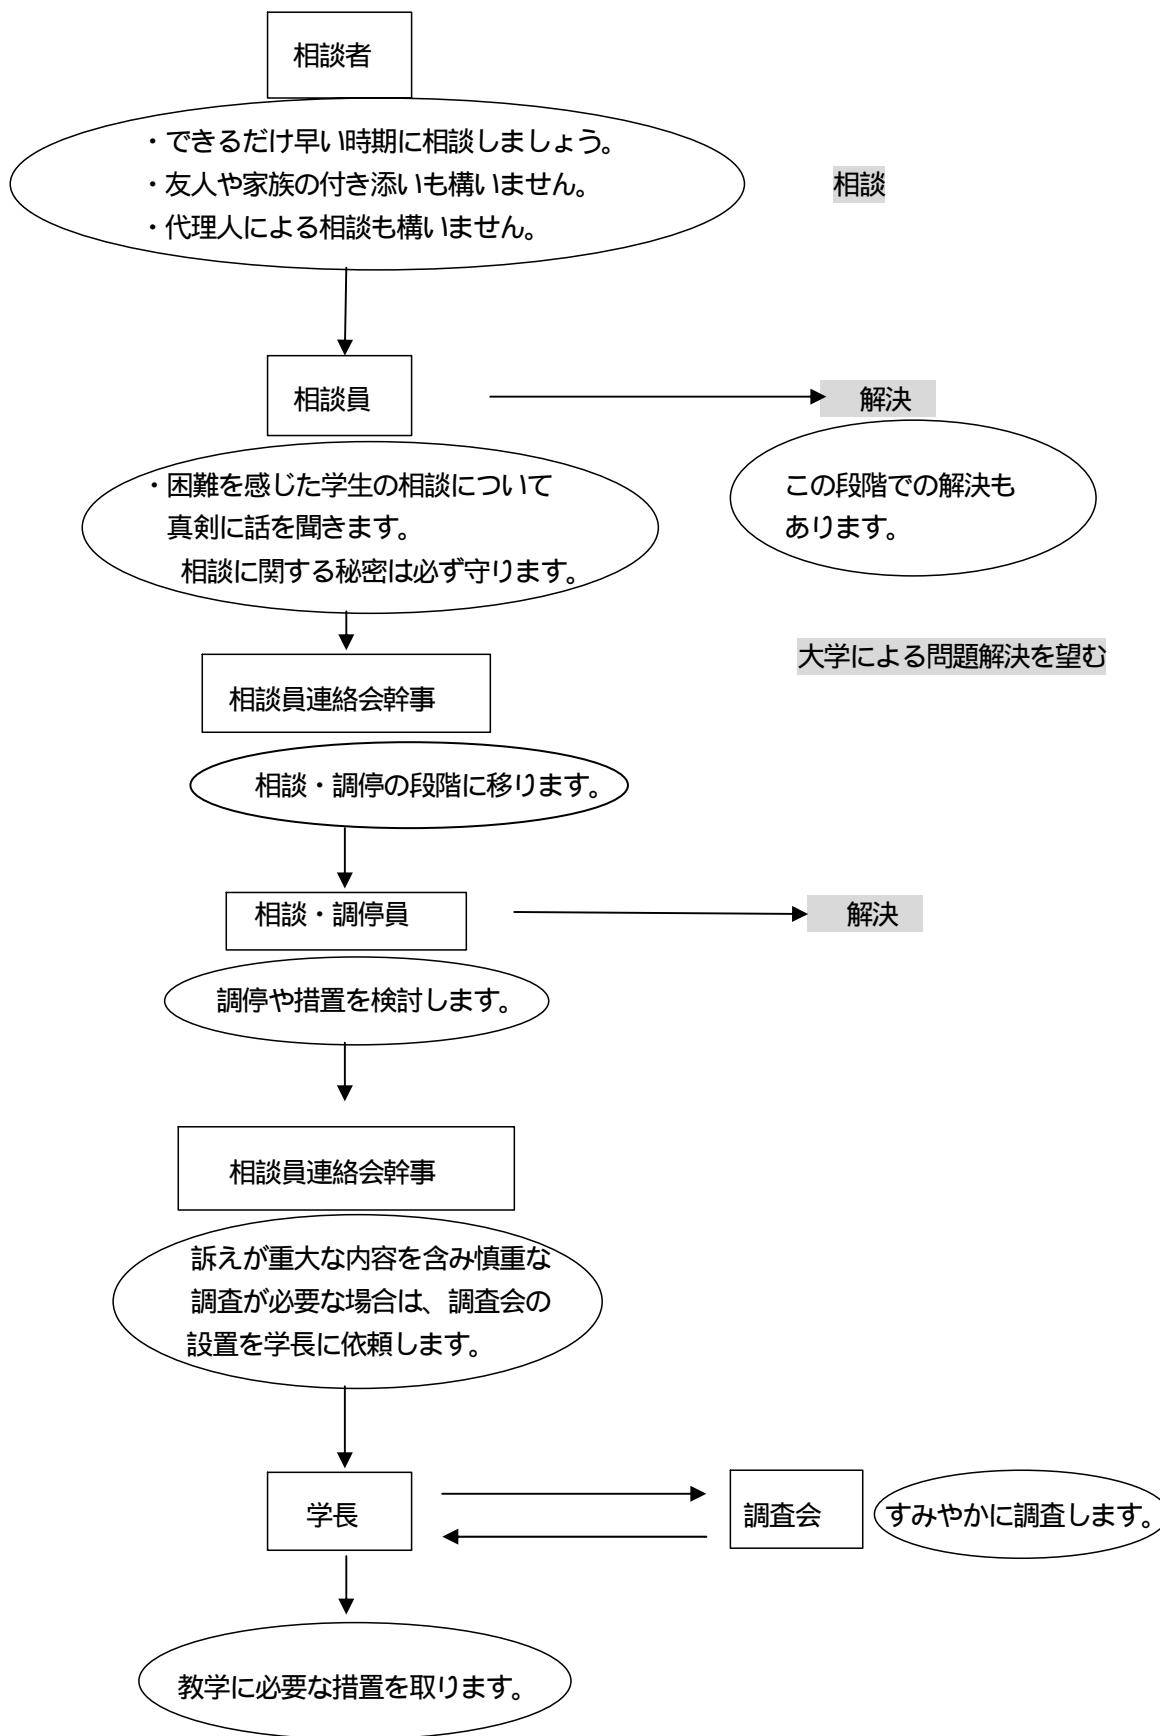 相談者
・できるだけ早い時期に相談しましょう。
・友人や家族の付き添いも構いません。
・代理人による相談も構いません。
相談
相談員
解決
・困難を感じた学生の相談について
真剣に話を聞きます。
相談に関する秘密は必ず守ります。
この段階での解決も
あります。
大学による問題解決を望む
相談員連絡会幹事
相談・調停の段階に移ります。
相談・調停員
解決
調停や措置を検討します。
相談員連絡会幹事
訴えが重大な内容を含み慎重な
調査が必要な場合は、調査会の
設置を学長に依頼します。
学長
調査会
すみやかに調査します。
教学に必要な措置を取ります。